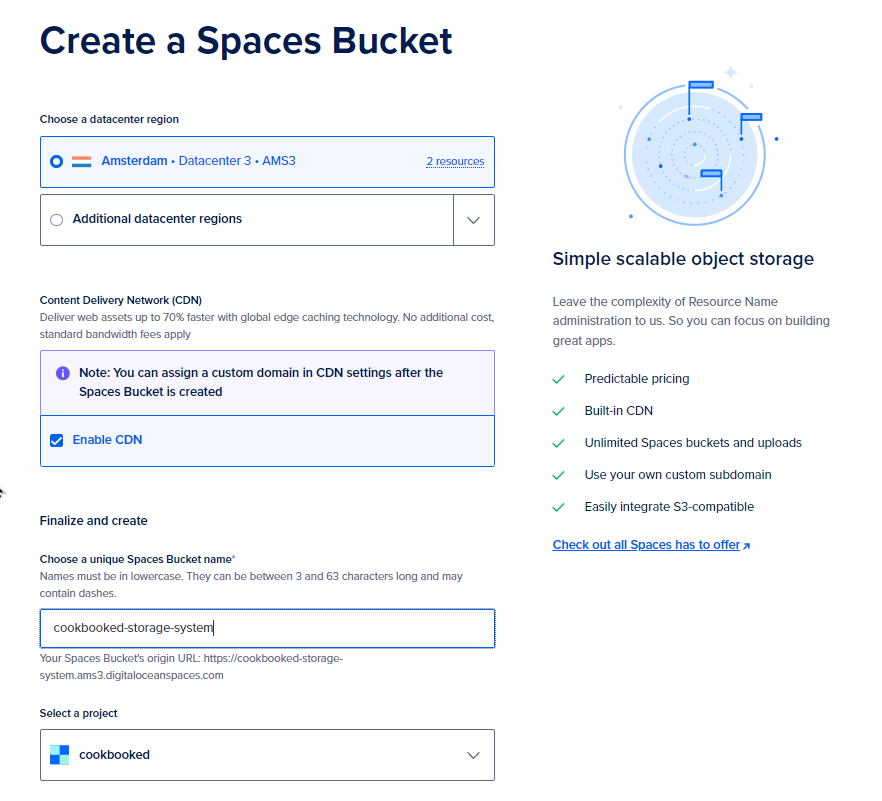 Create a Spaces Bucket
Choose a datacenter region
Amsterdam • Datacenter 3 • AMS3
2 resources
Additional datacenter regions
Content Delivery Network (CDN)
Deliver web assets up to 70% faster with global edge caching technology. No additional cost,
standard bandwidth fees apply
Note: You can assign a custom domain in CDN settings after the
Spaces Bucket is created
Enable CDN
Finalize and create
Choose a unique Spaces Bucket name*
Names must be in lowercase. They can be between 3 and 63 characters long and may
contain dashes.
cookbooked-storage-system
Your Spaces Bucket's origin URL: https://cookbooked-storage-
system.ams3.digitaloceanspaces.com
Select a project
cookbooked
Simple scalable object storage
Leave the complexity of Resource Name
administration to us. So you can focus on building
great apps.
Predictable pricing
Built-in CDN
Unlimited Spaces buckets and uploads
Use your own custom subdomain
Easily integrate S3-compatible
Check out all Spaces has to offer